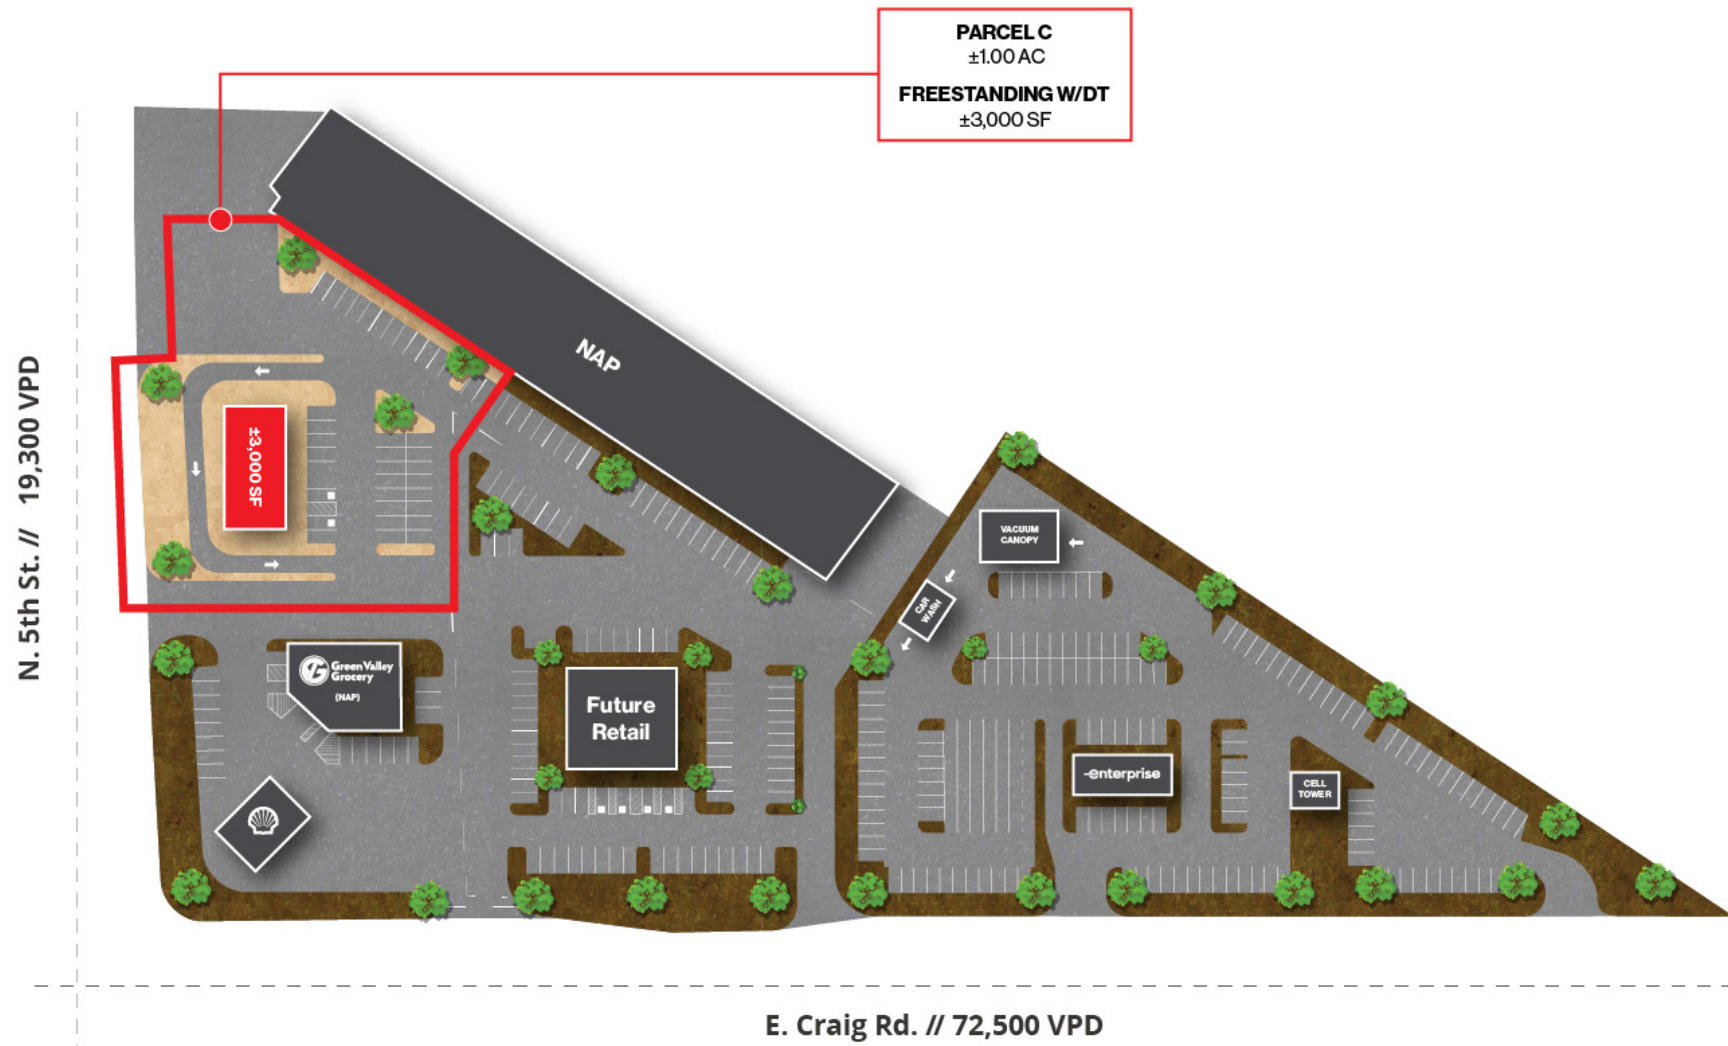 PARCEL C
±1.00 AC
FREESTANDING W/DT
±3,000 SF
NAP
±3,000 SF
VACUUM
CANOPY
CAR
WASH
Green Valley
Grocery
(NAP)
Future
Retail
enterprise
CELL
TOWER
N. 5th St. // 19,300 VPD
E. Craig Rd. // 72,500 VPD